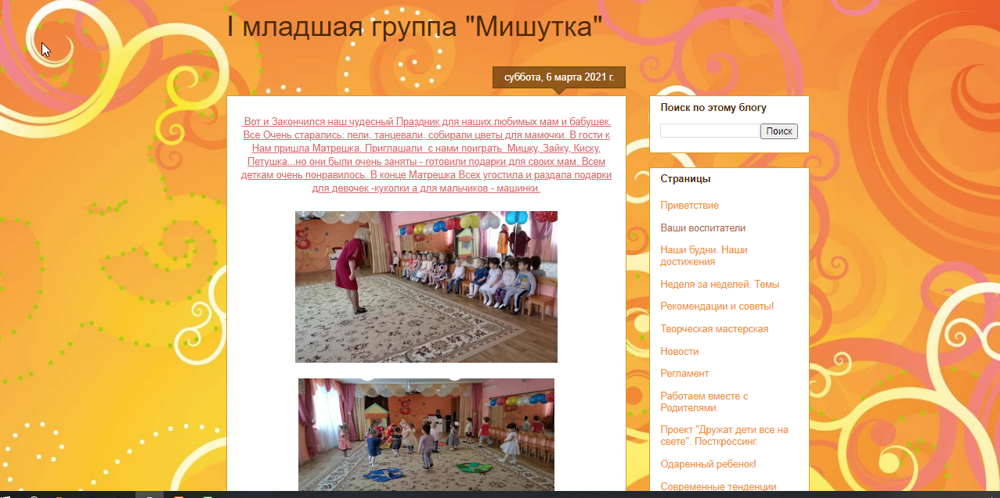 I младшая группа "Мишутка"
суббота, 6 марта 2021 г.
Вот и Закончился наш чудесный Праздник для наших любимых мам и бабушек.
Все Очень старались: пели, танцевали, собирали цветы для мамочки. В гости к
Нам пришла Матрешка. Приглашали с нами поиграть Мишку, Зайку, Киску,
Петушка...но они были очень заняты - готовили подарки для своих мам. Всем
деткам очень понравилось. В конце Матрешка Всех угостила и раздала подарки
для девочек -куколки а для мальчиков - машинки.
Поиск по этому блогу
Поиск
Страницы
Приветствие
Ваши воспитатели
Наши будни. Наши
достижения
Неделя за неделей. Темы
Рекомендации и советы!
Творческая мастерская
Новости
Регламент
Работаем вместе с
Родителями.
Проект "Дружат дети все на
свете". Посткроссинг.
Одаренный ребенок!
Современные тенденции